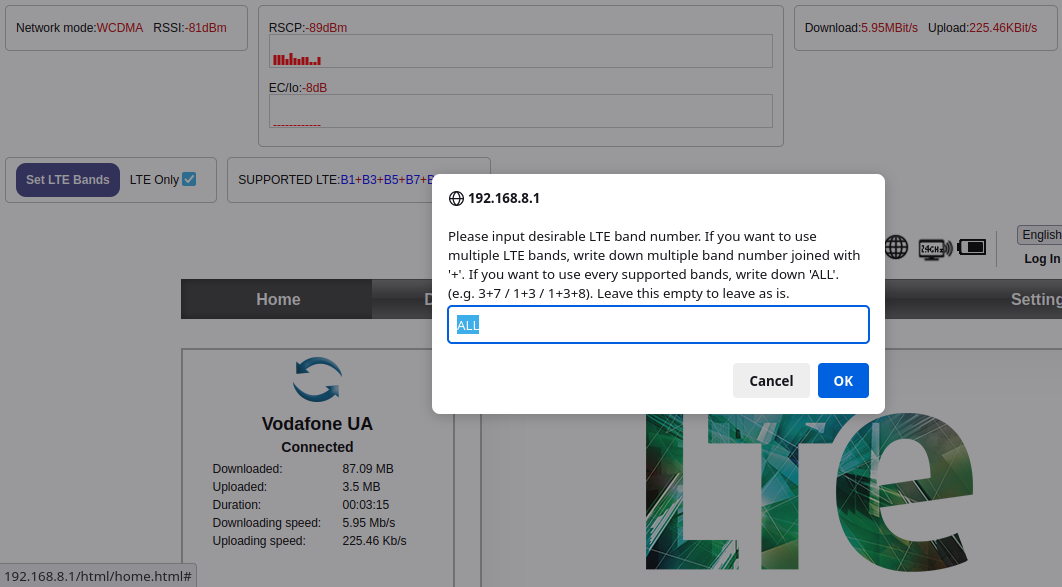 Network mode:WCDMA RSSI:-81dBm
RSCP:-89dBm
EC/Io:-8dB
Download:5.95MBit/s Upload:225.46KBit/s
Set LTE Bands LTE Only
SUPPORTED LTE:B1+B3+B5+B7+
192.168.8.1
Please input desirable LTE band number. If you want to use
multiple LTE bands, write down multiple band number joined with
'+'. If you want to use every supported bands, write down 'ALL'.
(e.g. 3+7 / 1+3 / 1+3+8). Leave this empty to leave as is.
ALL
Cancel OK
2.4GH
English
Log In
Home
Setting
Vodafone UA
Connected
Downloaded: 87.09 MB
Uploaded: 3.5 MB
Duration: 00:03:15
Downloading speed: 5.95 Mb/s
Uploading speed: 225.46 Kb/s
LTe
192.168.8.1/html/home.html#